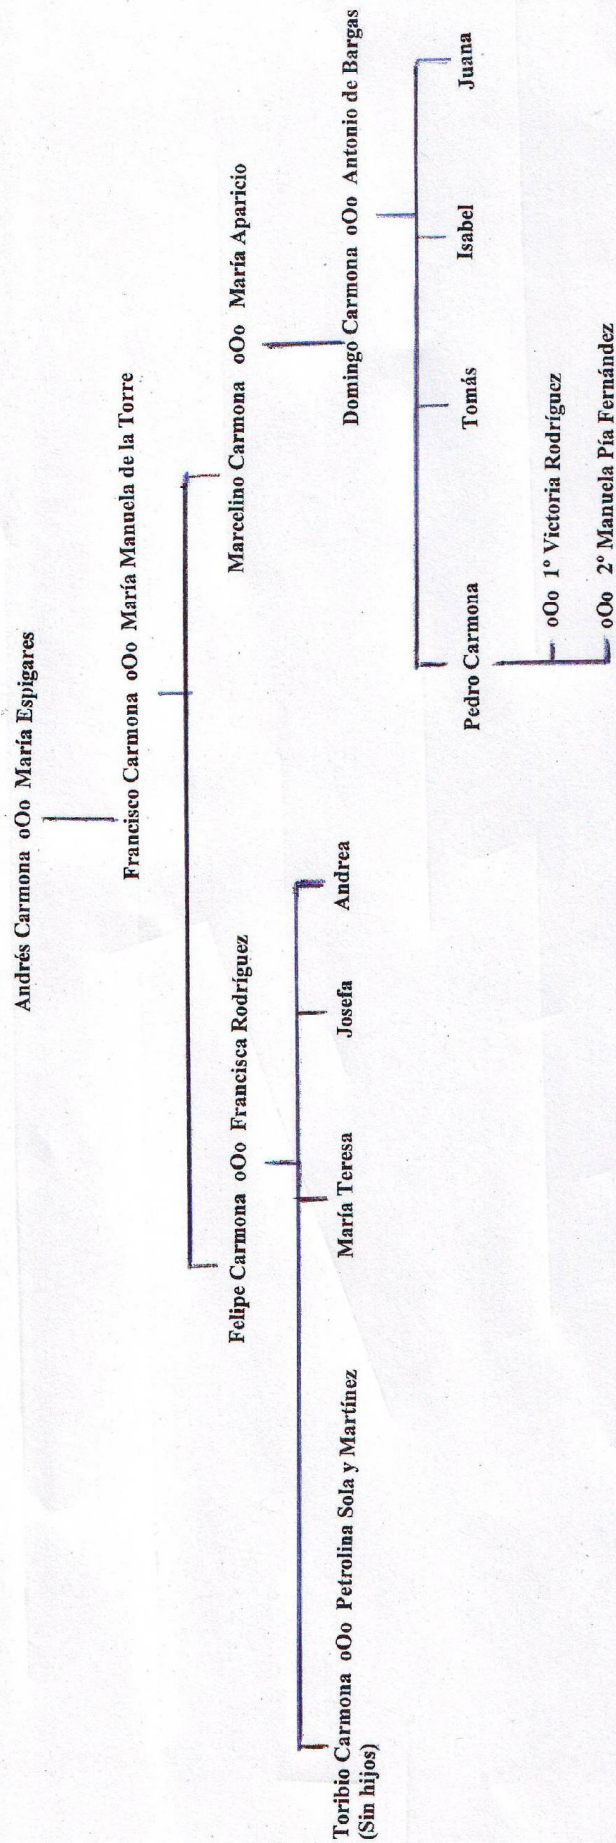 Andrés Carmona oOo María Espigares
Francisco Carmona oOo María Manuela de la Torre
Felipe Carmona oOo Francisca Rodríguez
Marcelino Carmona oOo María Aparicio
Toribio Carmona oOo Petrolina Sola y Martínez
(Sin hijos)
María Teresa
Josefa
Andrea
Domingo Carmona oOo Antonio de Bargas
Pedro Carmona
Tomás
Isabel
Juana
oOo 1º Victoria Rodríguez
oOo 2º Manuela Pía Fernández